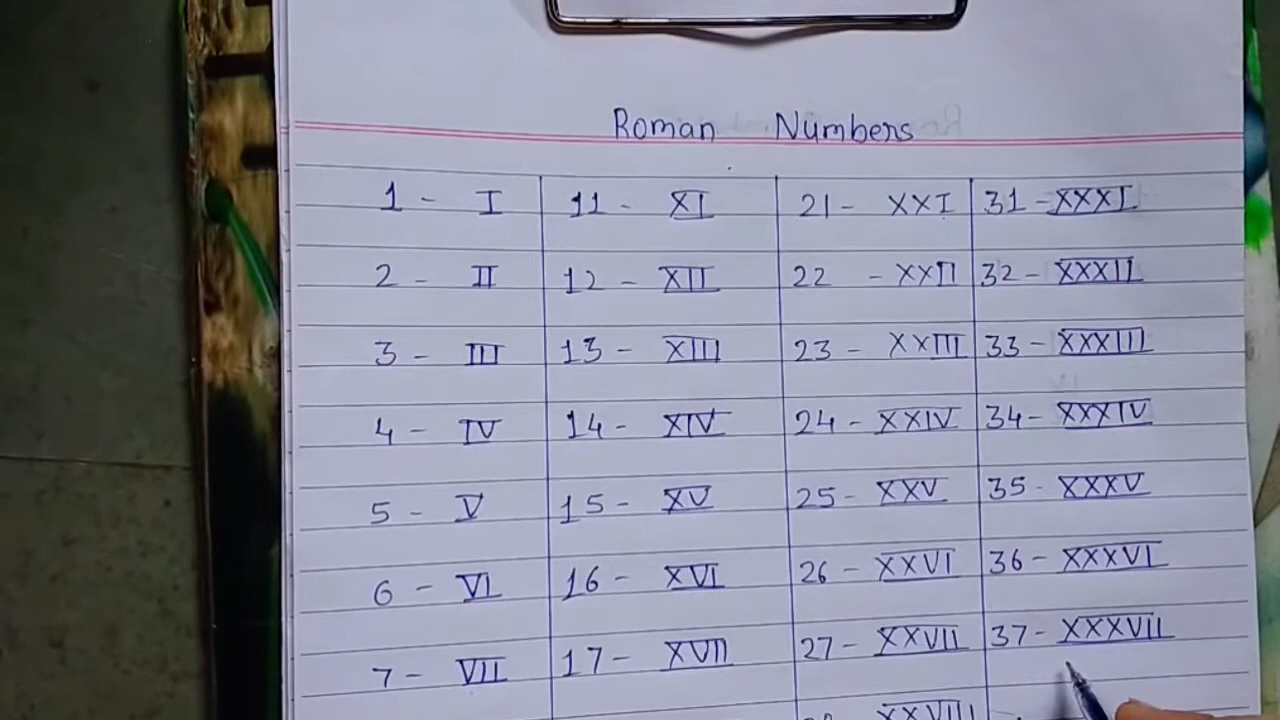 Roman Numbers
1 - I 11 - XI 21 - XXI 31 - XXXI
2 - II 12 - XII 22 - XXII 32 - XXXII
3 - III 13 - XIII 23 - XXIII 33 - XXXIII
4 - IV 14 - XIV 24 - XXIV 34 - XXXIV
5 - V 15 - XV 25 - XXV 35 - XXXV
6 - VI 16 - XVI 26 - XXVI 36 - XXXVI
7 - VII 17 - XVII 27 - XXVII 37 - XXXVII
XXVIII